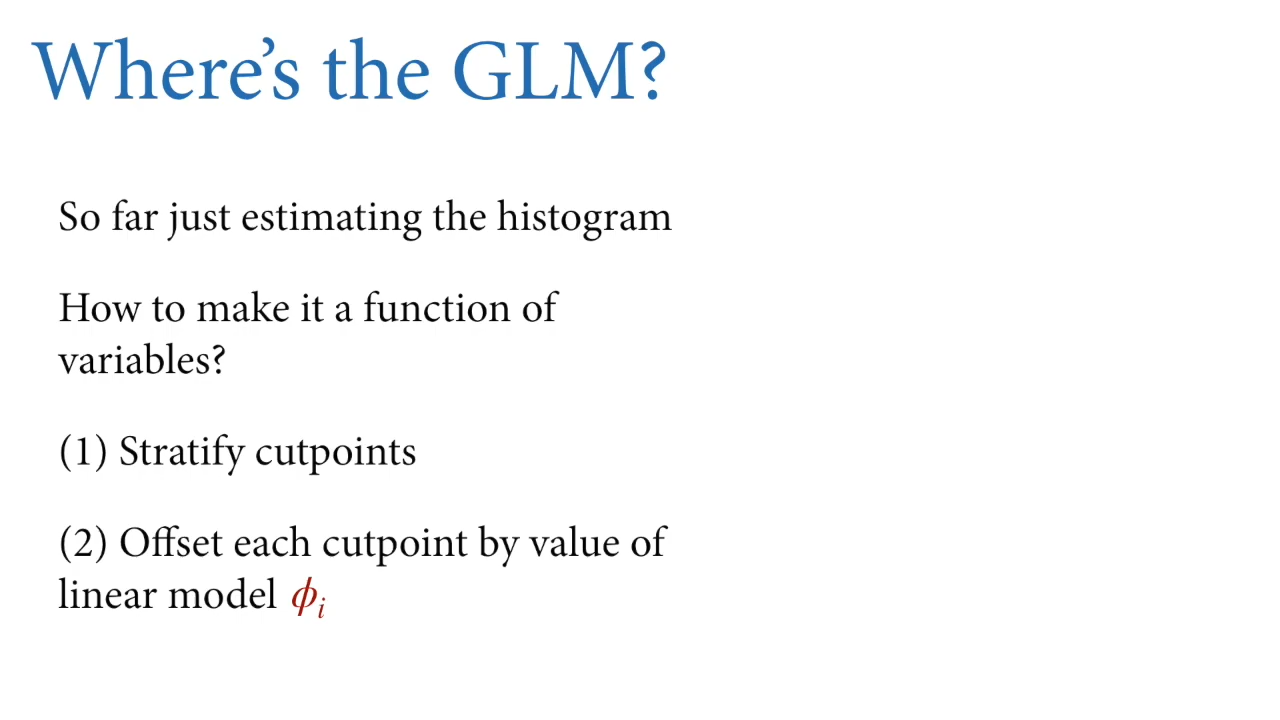 Where’s the GLM?
So far just estimating the histogram
How to make it a function of
variables?
(1) Stratify cutpoints
(2) Offset each cutpoint by value of
linear model ϕᵢ